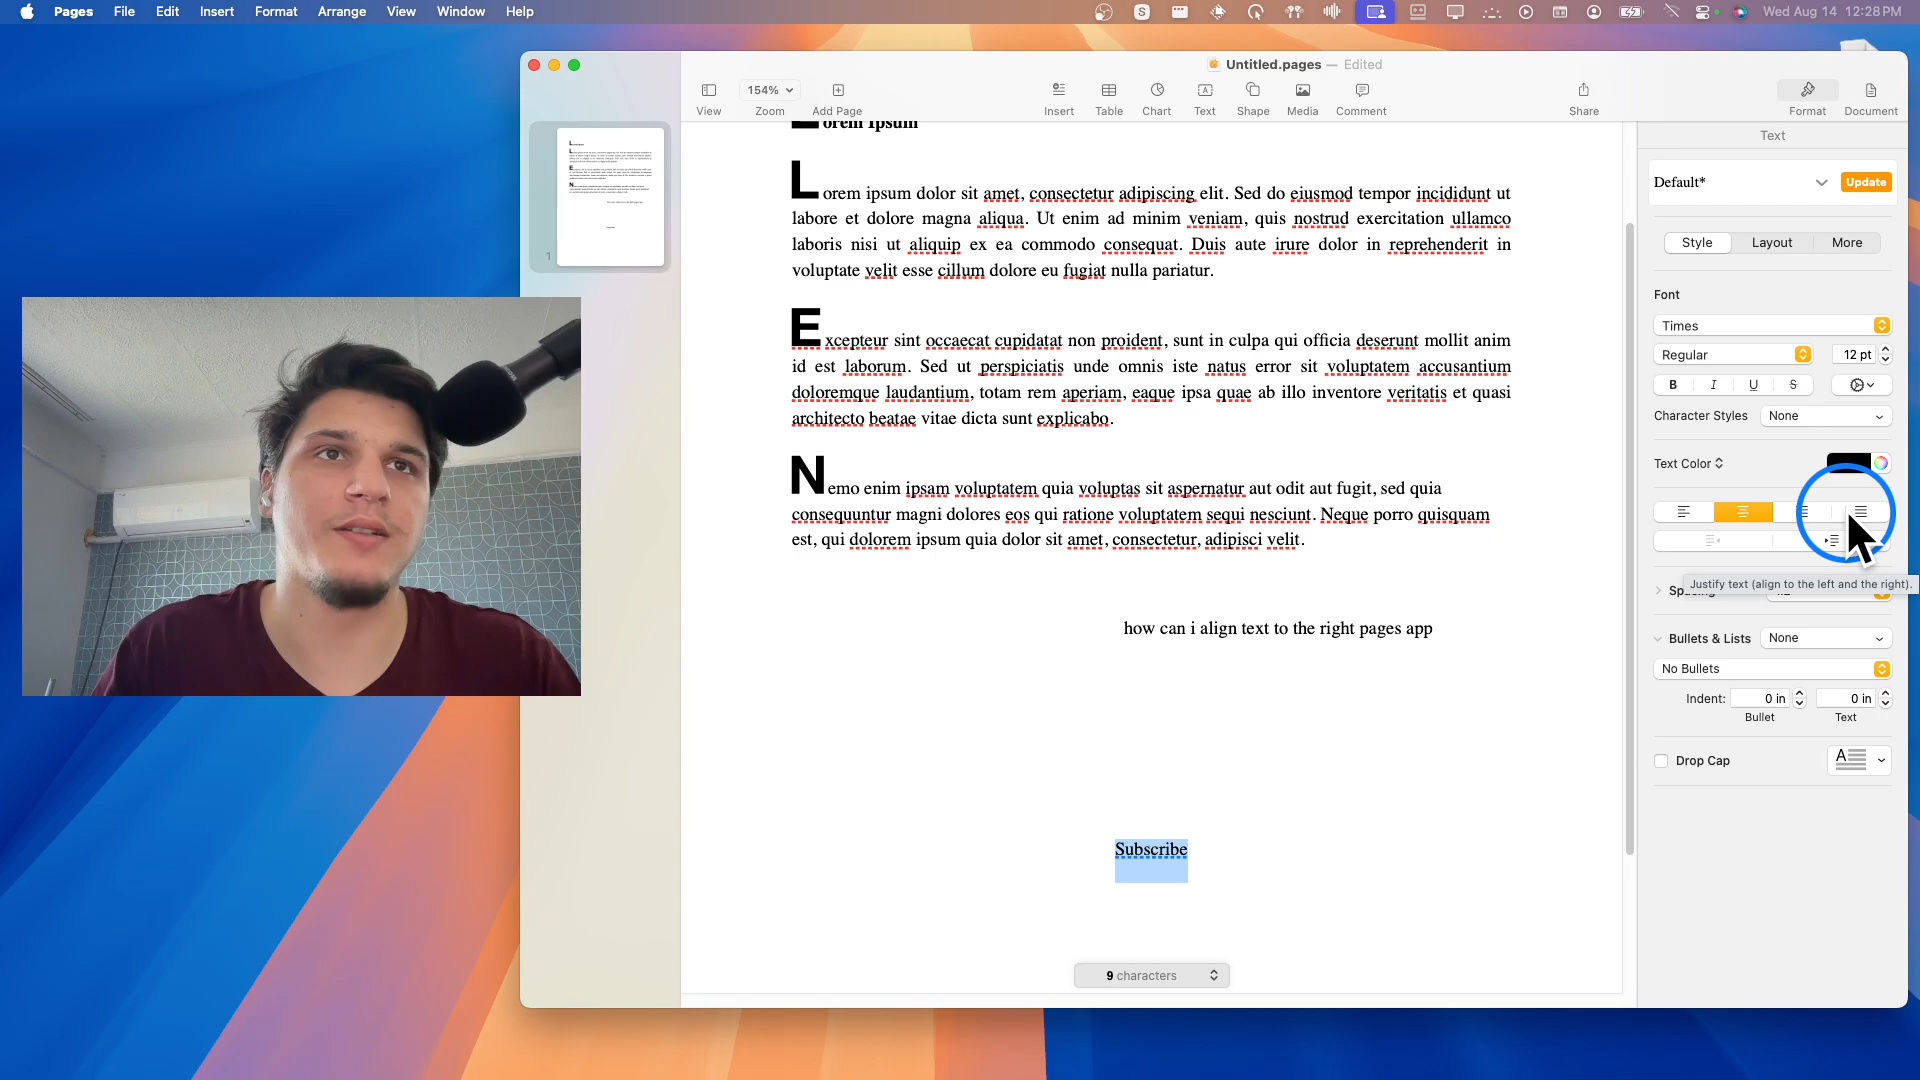 Pages File Edit Insert Format Arrange View Window Help
Wed Aug 14 12:28 PM
Untitled.pages — Edited
154%
View Zoom Add Page Insert Table Chart Text Shape Media Comment Share Format Document
Text
Default*
Update
Style Layout More
Font
Times
Regular
12 pt
B I U S
Character Styles None
Text Color
Justify text (align to the left and the right).
Bullets & Lists None
No Bullets
Indent: 0 in 0 in
Bullet Text
Drop Cap
A
1
Lorem Ipsum
Lorem ipsum dolor sit amet, consectetur adipiscing elit. Sed do eiusmod tempor incididunt ut
labore et dolore magna aliqua. Ut enim ad minim veniam, quis nostrud exercitation ullamco
laboris nisi ut aliquip ex ea commodo consequat. Duis aute irure dolor in reprehenderit in
voluptate velit esse cillum dolore eu fugiat nulla pariatur.
Excepteur sint occaecat cupidatat non proident, sunt in culpa qui officia deserunt mollit anim
id est laborum. Sed ut perspiciatis unde omnis iste natus error sit voluptatem accusantium
doloremque laudantium, totam rem aperiam, eaque ipsa quae ab illo inventore veritatis et quasi
architecto beatae vitae dicta sunt explicabo.
Nemo enim ipsam voluptatem quia voluptas sit aspernatur aut odit aut fugit, sed quia
consequuntur magni dolores eos qui ratione voluptatem sequi nesciunt. Neque porro quisquam
est, qui dolorem ipsum quia dolor sit amet, consectetur, adipisci velit.
how can i align text to the right pages app
Subscribe
9 characters